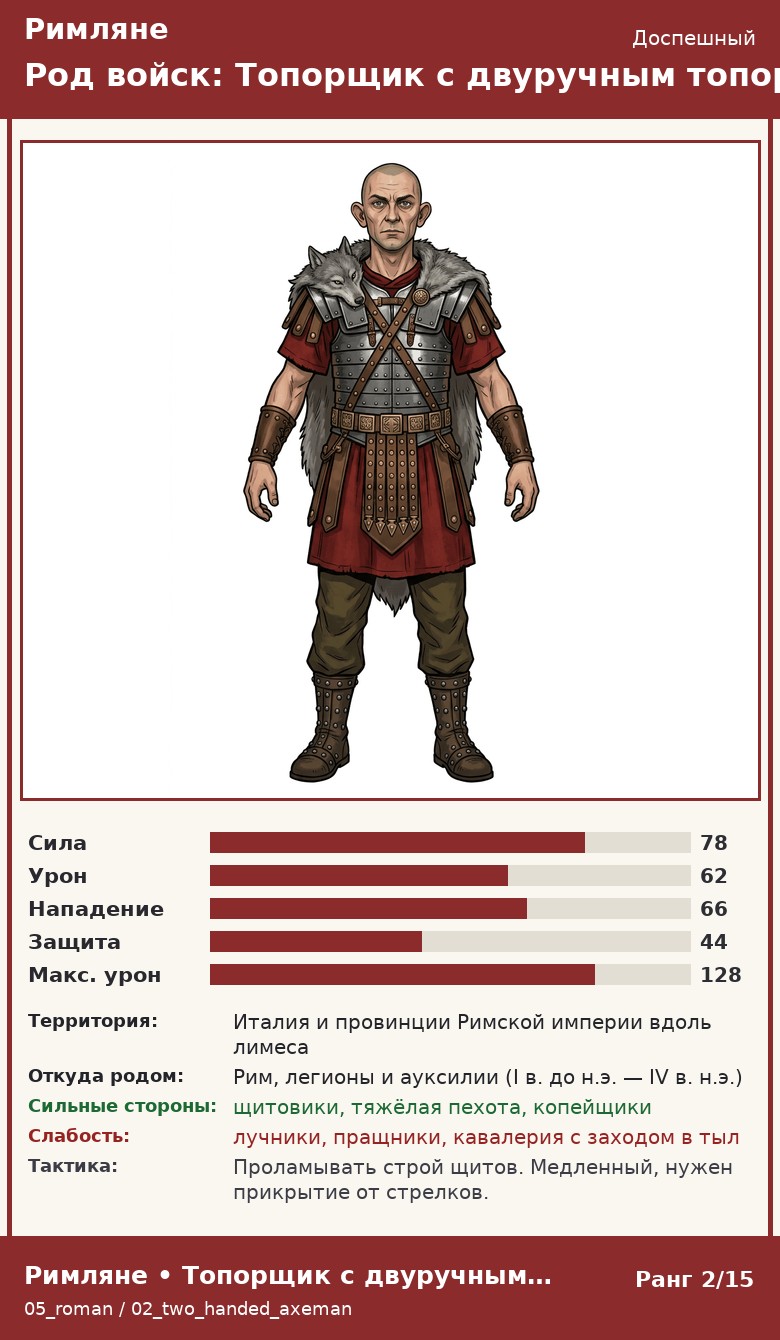 Римляне
Доспешный
Род войск: Топорщик с двуручным топор
Сила 78
Урон 62
Нападение 66
Защита 44
Макс. урон 128
Территория: Италия и провинции Римской империи вдоль
лимеса
Откуда родом: Рим, легионы и ауксилии (I в. до н.э. — IV в. н.э.)
Сильные стороны: щитовики, тяжёлая пехота, копейщики
Слабость: лучники, пращники, кавалерия с заходом в тыл
Тактика: Проламывать строй щитов. Медленный, нужен
прикрытие от стрелков.
Римляне • Топорщик с двуручным…
Ранг 2/15
05_roman / 02_two_handed_axeman